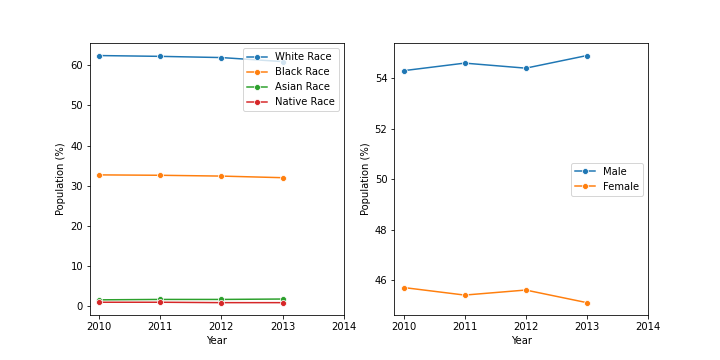 60
50
40
30
20
10
0
Population (%)
2010 2011 2012 2013 2014
Year
White Race
Black Race
Asian Race
Native Race
54
52
50
48
46
Population (%)
2010 2011 2012 2013 2014
Year
Male
Female